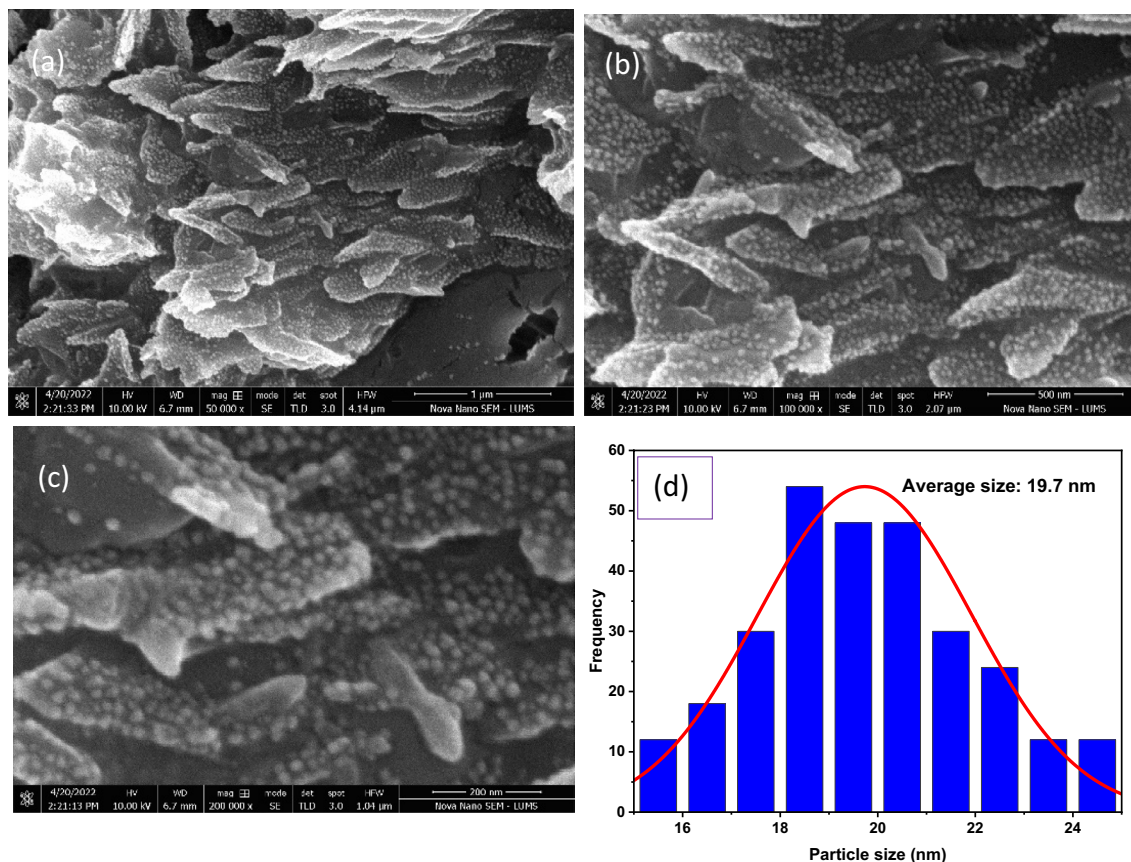 (a)
4/20/2022 HV WD mag mode det spot HFW 1 µm
2:21:33 PM 10.00 kV 6.7 mm 50 000 x SE TLD 3.0 4.14 µm Nova Nano SEM - LUMS
(b)
4/20/2022 HV WD mag mode det spot HFW 500 nm
2:21:23 PM 10.00 kV 6.7 mm 100 000 x SE TLD 3.0 2.07 µm Nova Nano SEM - LUMS
(c)
4/20/2022 HV WD mag mode det spot HFW 200 nm
2:21:13 PM 10.00 kV 6.7 mm 200 000 x SE TLD 3.0 1.04 µm Nova Nano SEM - LUMS
(d)
Average size: 19.7 nm
Frequency
60
50
40
30
20
10
0
16 18 20 22 24
Particle size (nm)